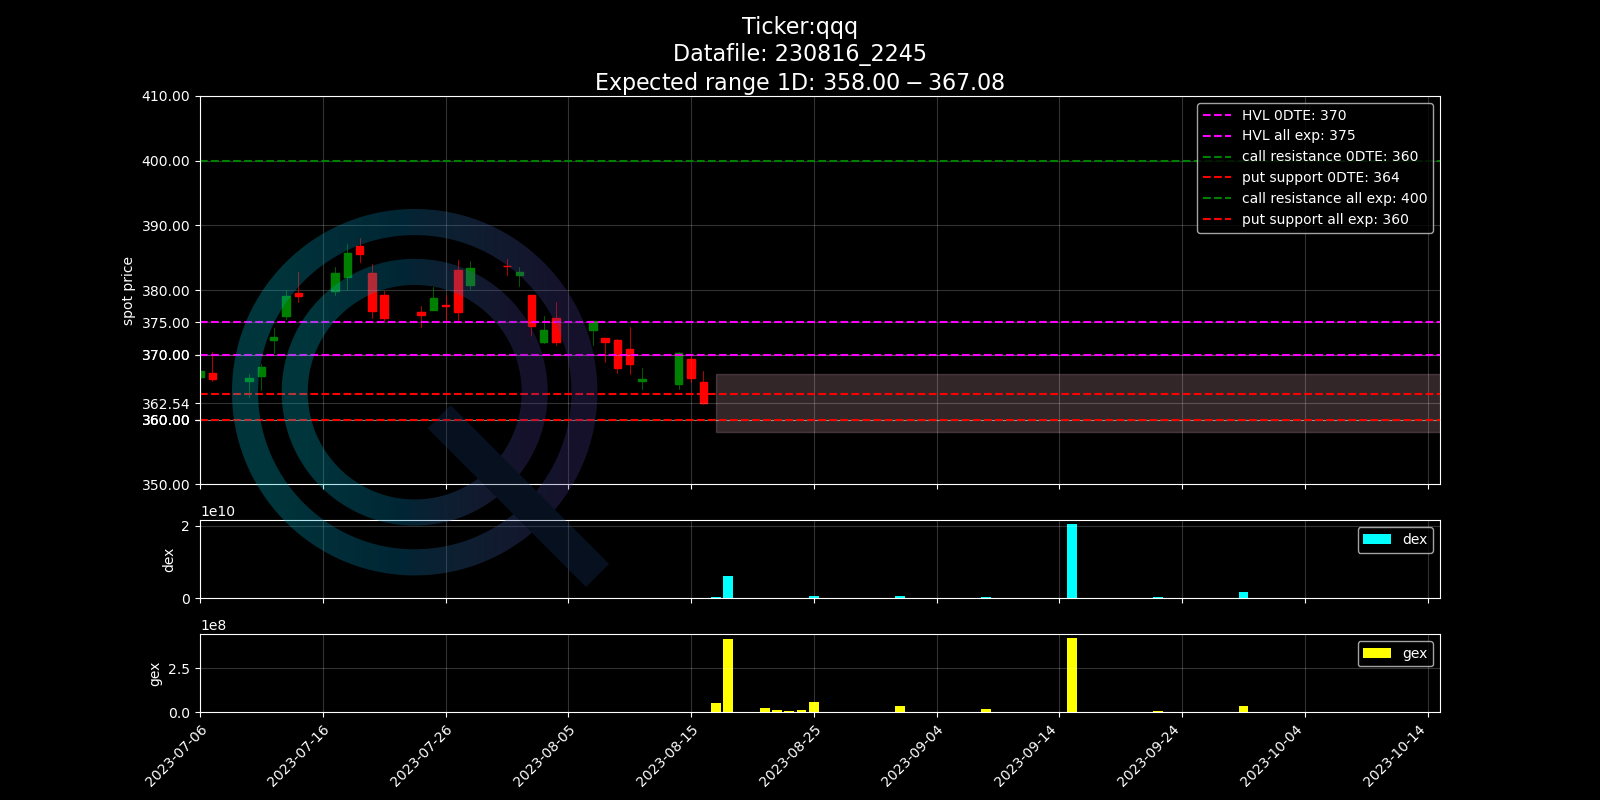 Ticker:qqq
Datafile: 230816_2245
Expected range 1D: 358.00 − 367.08
410.00
400.00
390.00
380.00
375.00
370.00
362.54
360.00
350.00
spot price
HVL 0DTE: 370
HVL all exp: 375
call resistance 0DTE: 360
put support 0DTE: 364
call resistance all exp: 400
put support all exp: 360
1e10
2
0
dex
dex
1e8
2.5
0.0
gex
gex
2023-07-06
2023-07-16
2023-07-26
2023-08-05
2023-08-15
2023-08-25
2023-09-04
2023-09-14
2023-09-24
2023-10-04
2023-10-14